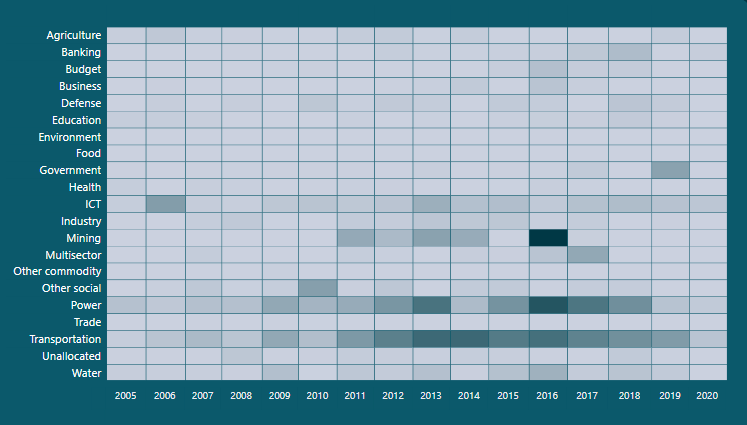 Agriculture
Banking
Budget
Business
Defense
Education
Environment
Food
Government
Health
ICT
Industry
Mining
Multisector
Other commodity
Other social
Power
Trade
Transportation
Unallocated
Water
2005 2006 2007 2008 2009 2010 2011 2012 2013 2014 2015 2016 2017 2018 2019 2020